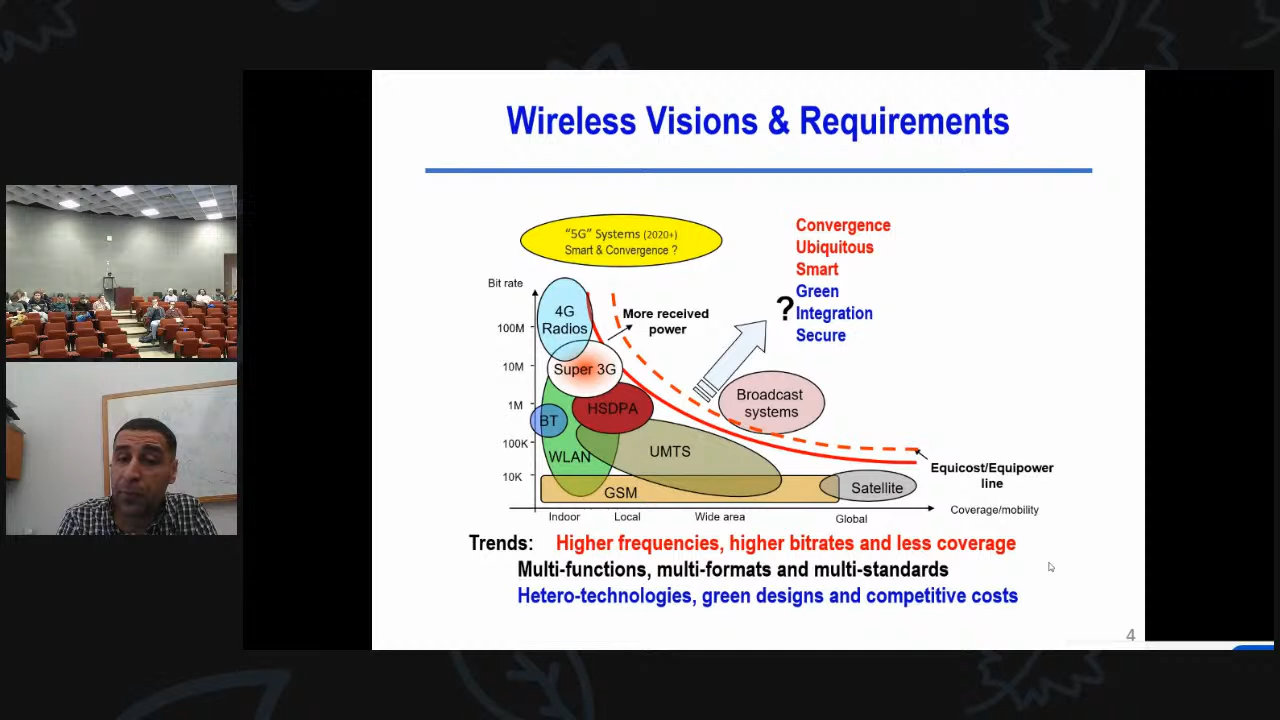 Wireless Visions & Requirements
“5G” Systems (2020+)
Smart & Convergence ?
Convergence
Ubiquitous
Smart
Green
?
Integration
Secure
Bit rate
4G
Radios
More received
power
100M
10M
Super 3G
1M
HSDPA
BT
Broadcast
systems
100K
WLAN
UMTS
10K
GSM
Satellite
Equicost/Equipower
line
Indoor
Local
Wide area
Global
Coverage/mobility
Trends: Higher frequencies, higher bitrates and less coverage
Multi-functions, multi-formats and multi-standards
Hetero-technologies, green designs and competitive costs
4